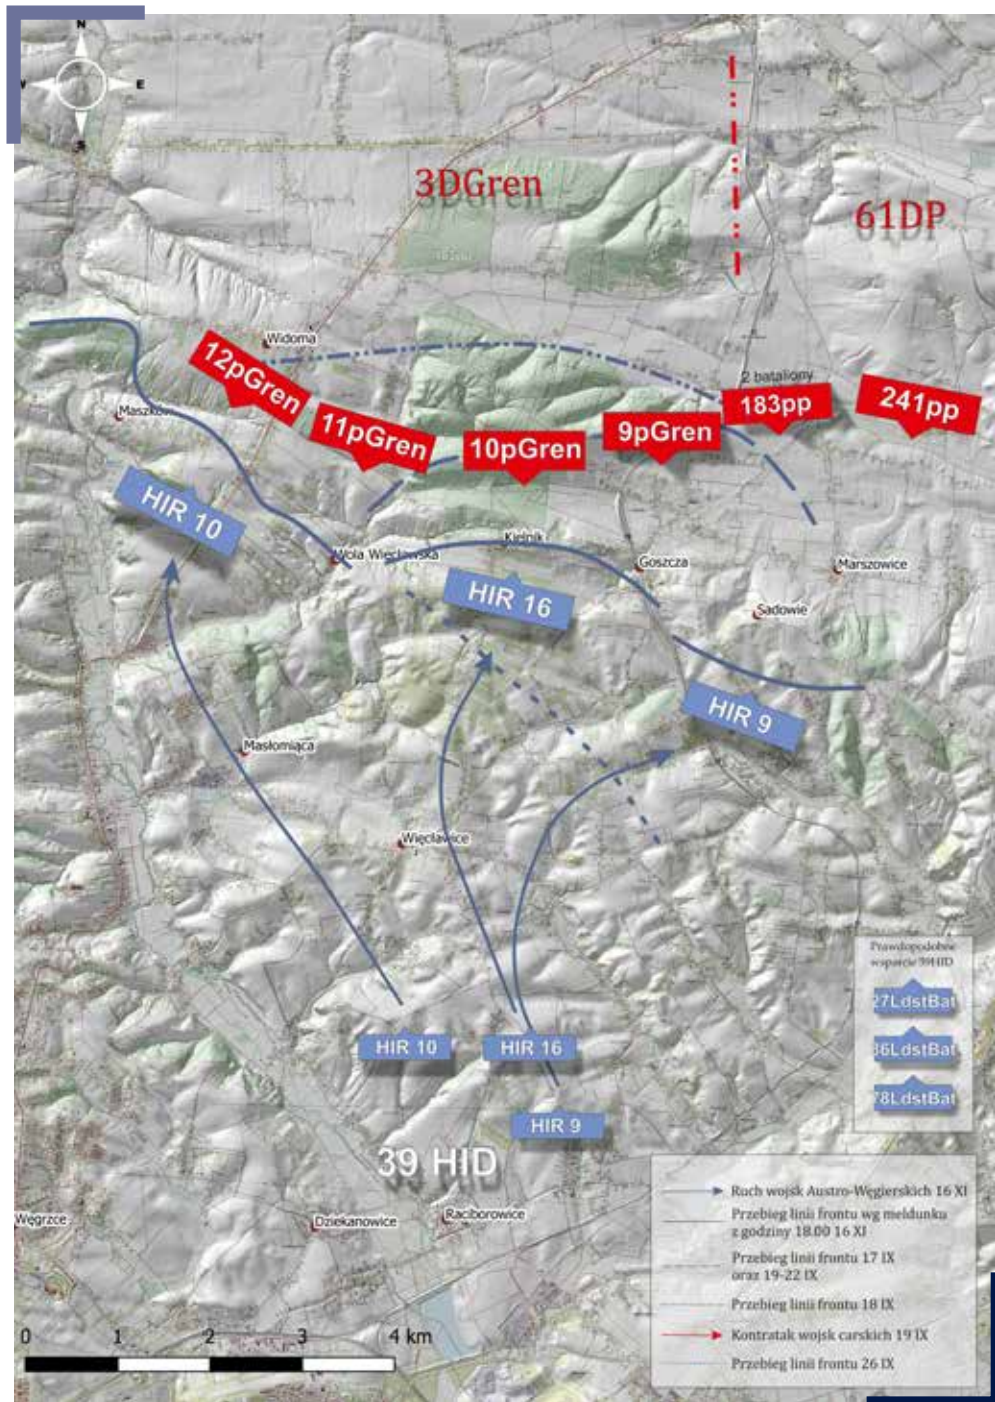 N
E
S
3DGren
61DP
Widoma
12pGren
2 bataliony
183pp
241pp
11pGren
10pGren
9pGren
HIR 10
Wola Więcławska
Kielnik
Goszcza
Marszowice
HIR 16
Sadowie
HIR 9
Masłomiąca
Więcławice
Prawdopodobne
wsparcie 39HID
27LdstBat
36LdstBat
78LdstBat
HIR 10
HIR 16
HIR 9
39 HID
Węgrzce
Dziekanowice
Raciborowice
Ruch wojsk Austro-Węgierskich 16 XI
Przebieg linii frontu wg meldunku
z godziny 18.00 16 XI
Przebieg linii frontu 17 IX
oraz 19-22 IX
Przebieg linii frontu 18 IX
Kontratak wojsk carskich 19 IX
Przebieg linii frontu 26 IX
0 1 2 3 4 km